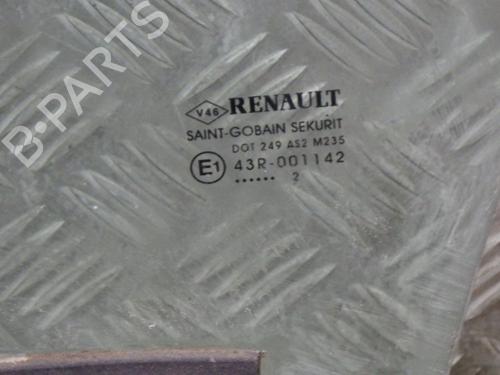 B-PARTS
V46 RENAULT
SAINT-GOBAIN SEKURIT
DOT 249 AS2 M235
E1 43R-001142
...... 2